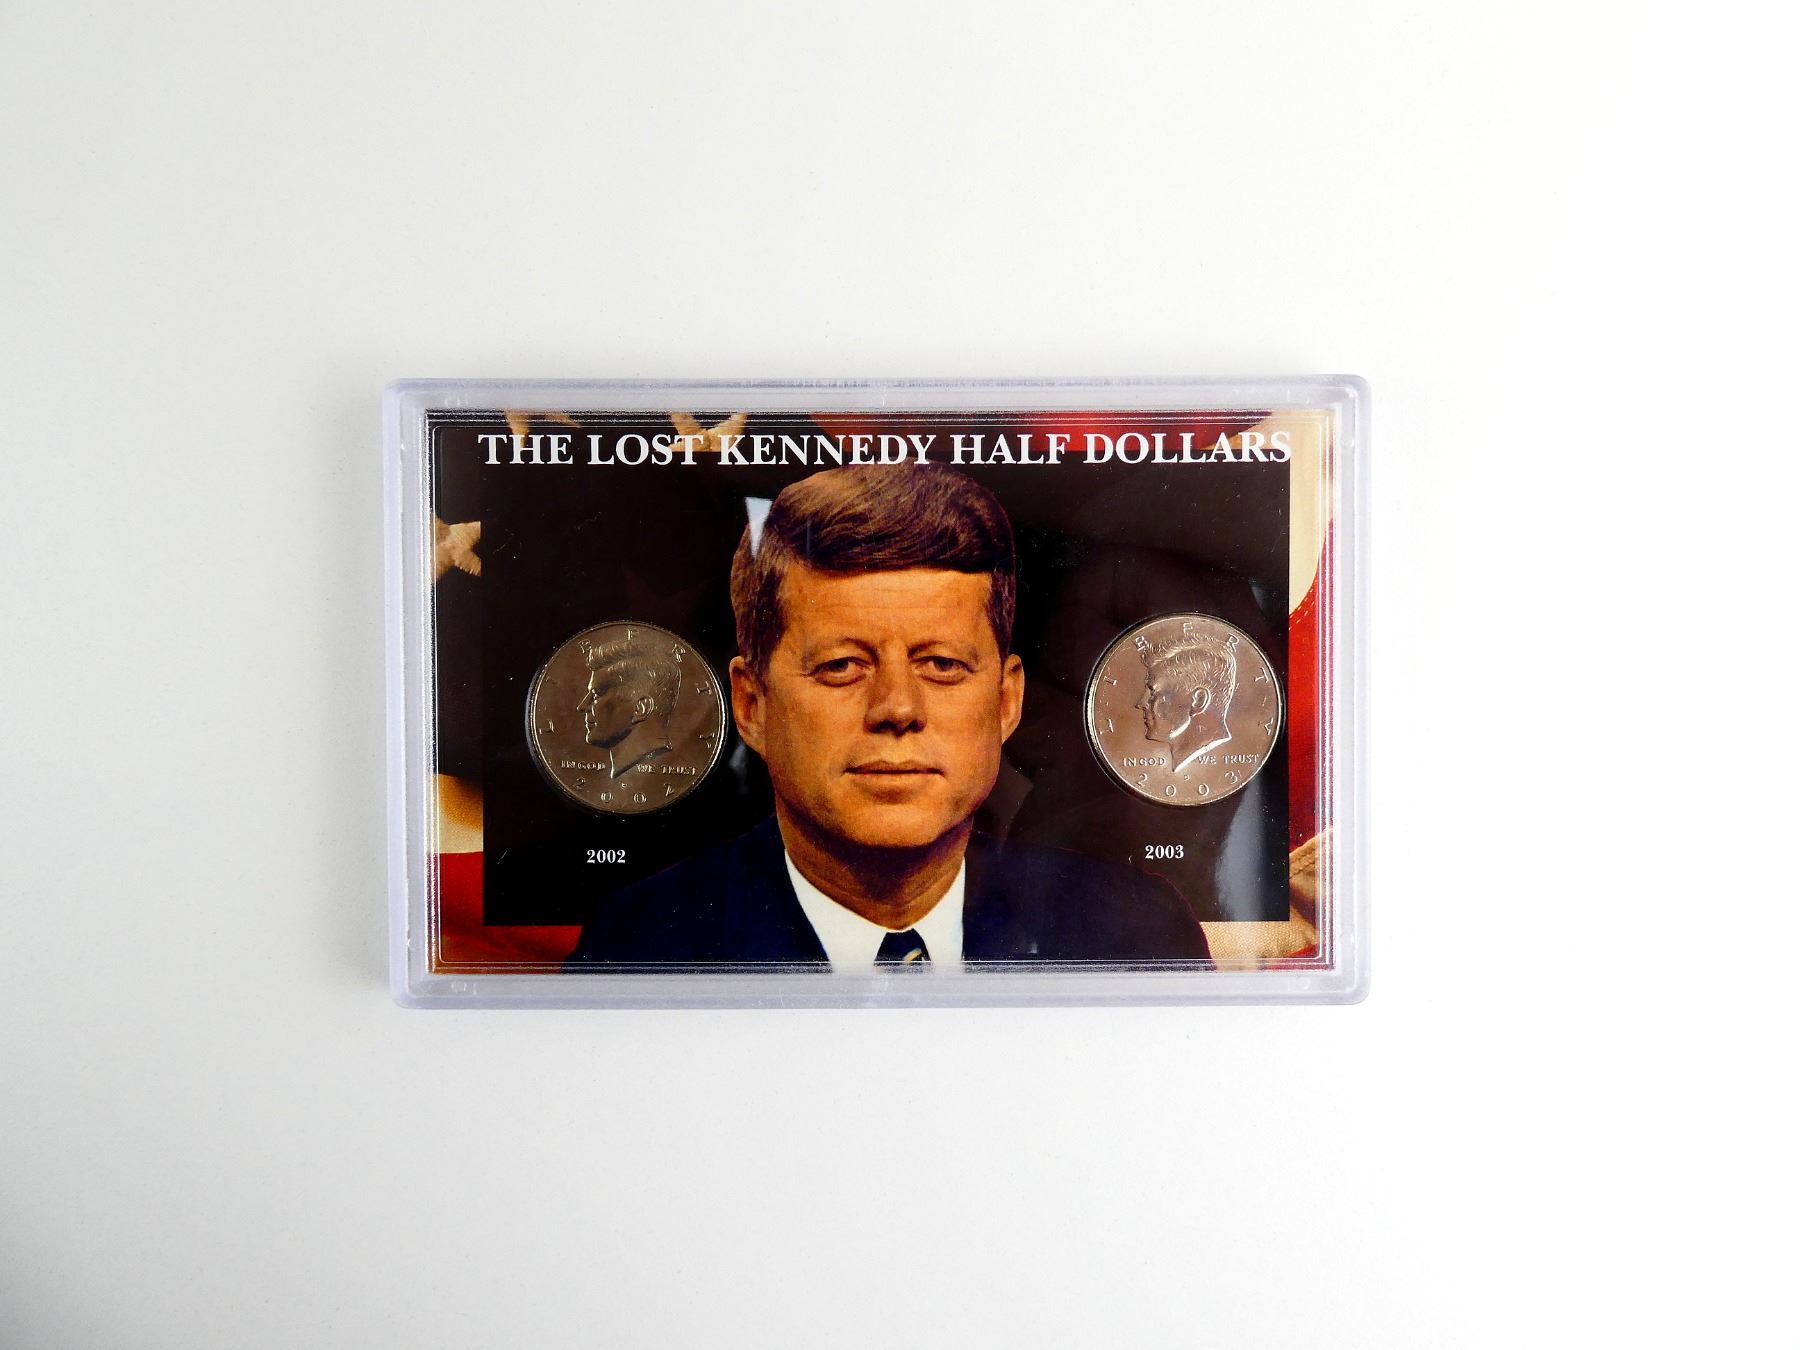 THE LOST KENNEDY HALF DOLLARS
LIBERTY
IN GOD WE TRUST
2002
LIBERTY
IN GOD WE TRUST
2003
2002
2003